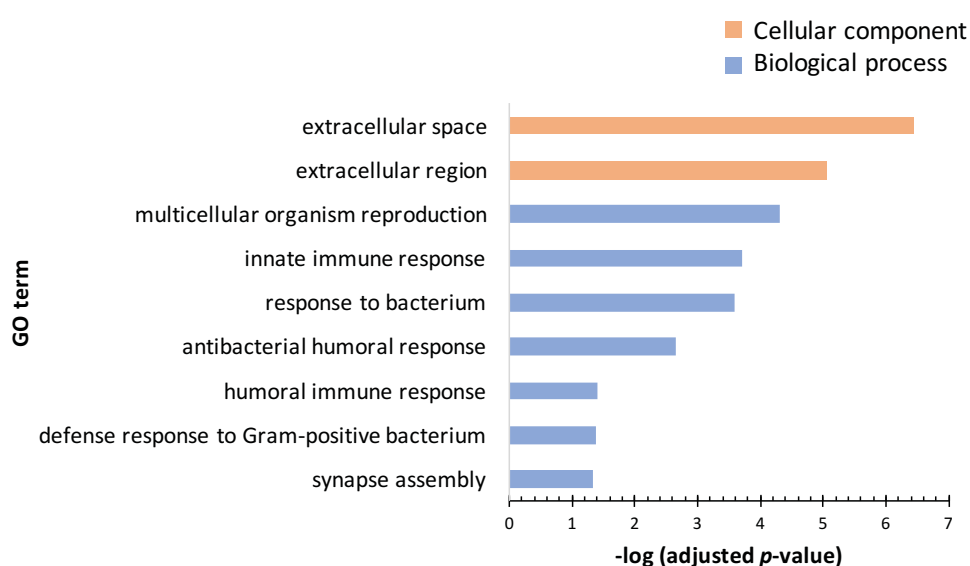 Cellular component
Biological process
extracellular space
extracellular region
multicellular organism reproduction
innate immune response
response to bacterium
antibacterial humoral response
humoral immune response
defense response to Gram-positive bacterium
synapse assembly
GO term
0 1 2 3 4 5 6 7
-log (adjusted p-value)